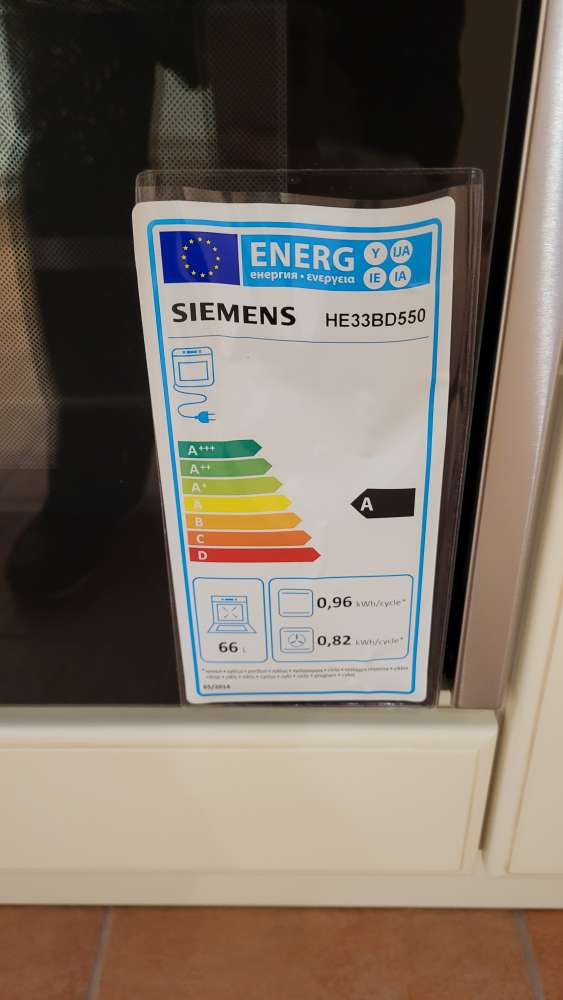 ENERG Y IJA
енергия • ενεργεια IE IA
SIEMENS HE33BD550
A+++
A++
A+
A A
B
C
D
0,96 kWh/cycle*
66 L 0,82 kWh/cycle*
65/2014